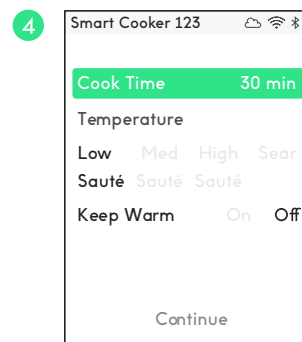 4
Smart Cooker 123
Cook Time 30 min
Temperature
Low Med High Sear
Sauté Sauté Sauté
Keep Warm On Off
Continue